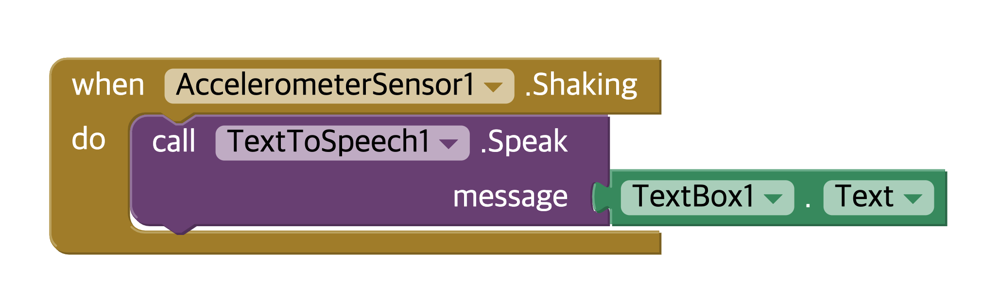 when AccelerometerSensor1 .Shaking
do call TextToSpeech1 .Speak
message TextBox1 . Text